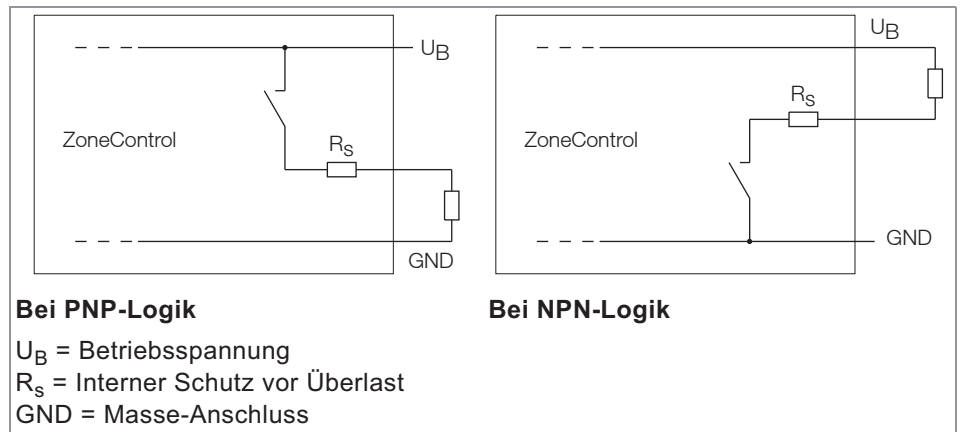 U_B
ZoneControl
R_S
GND
U_B
R_S
ZoneControl
GND
Bei PNP-Logik
Bei NPN-Logik
U_B = Betriebsspannung
R_s = Interner Schutz vor Überlast
GND = Masse-Anschluss